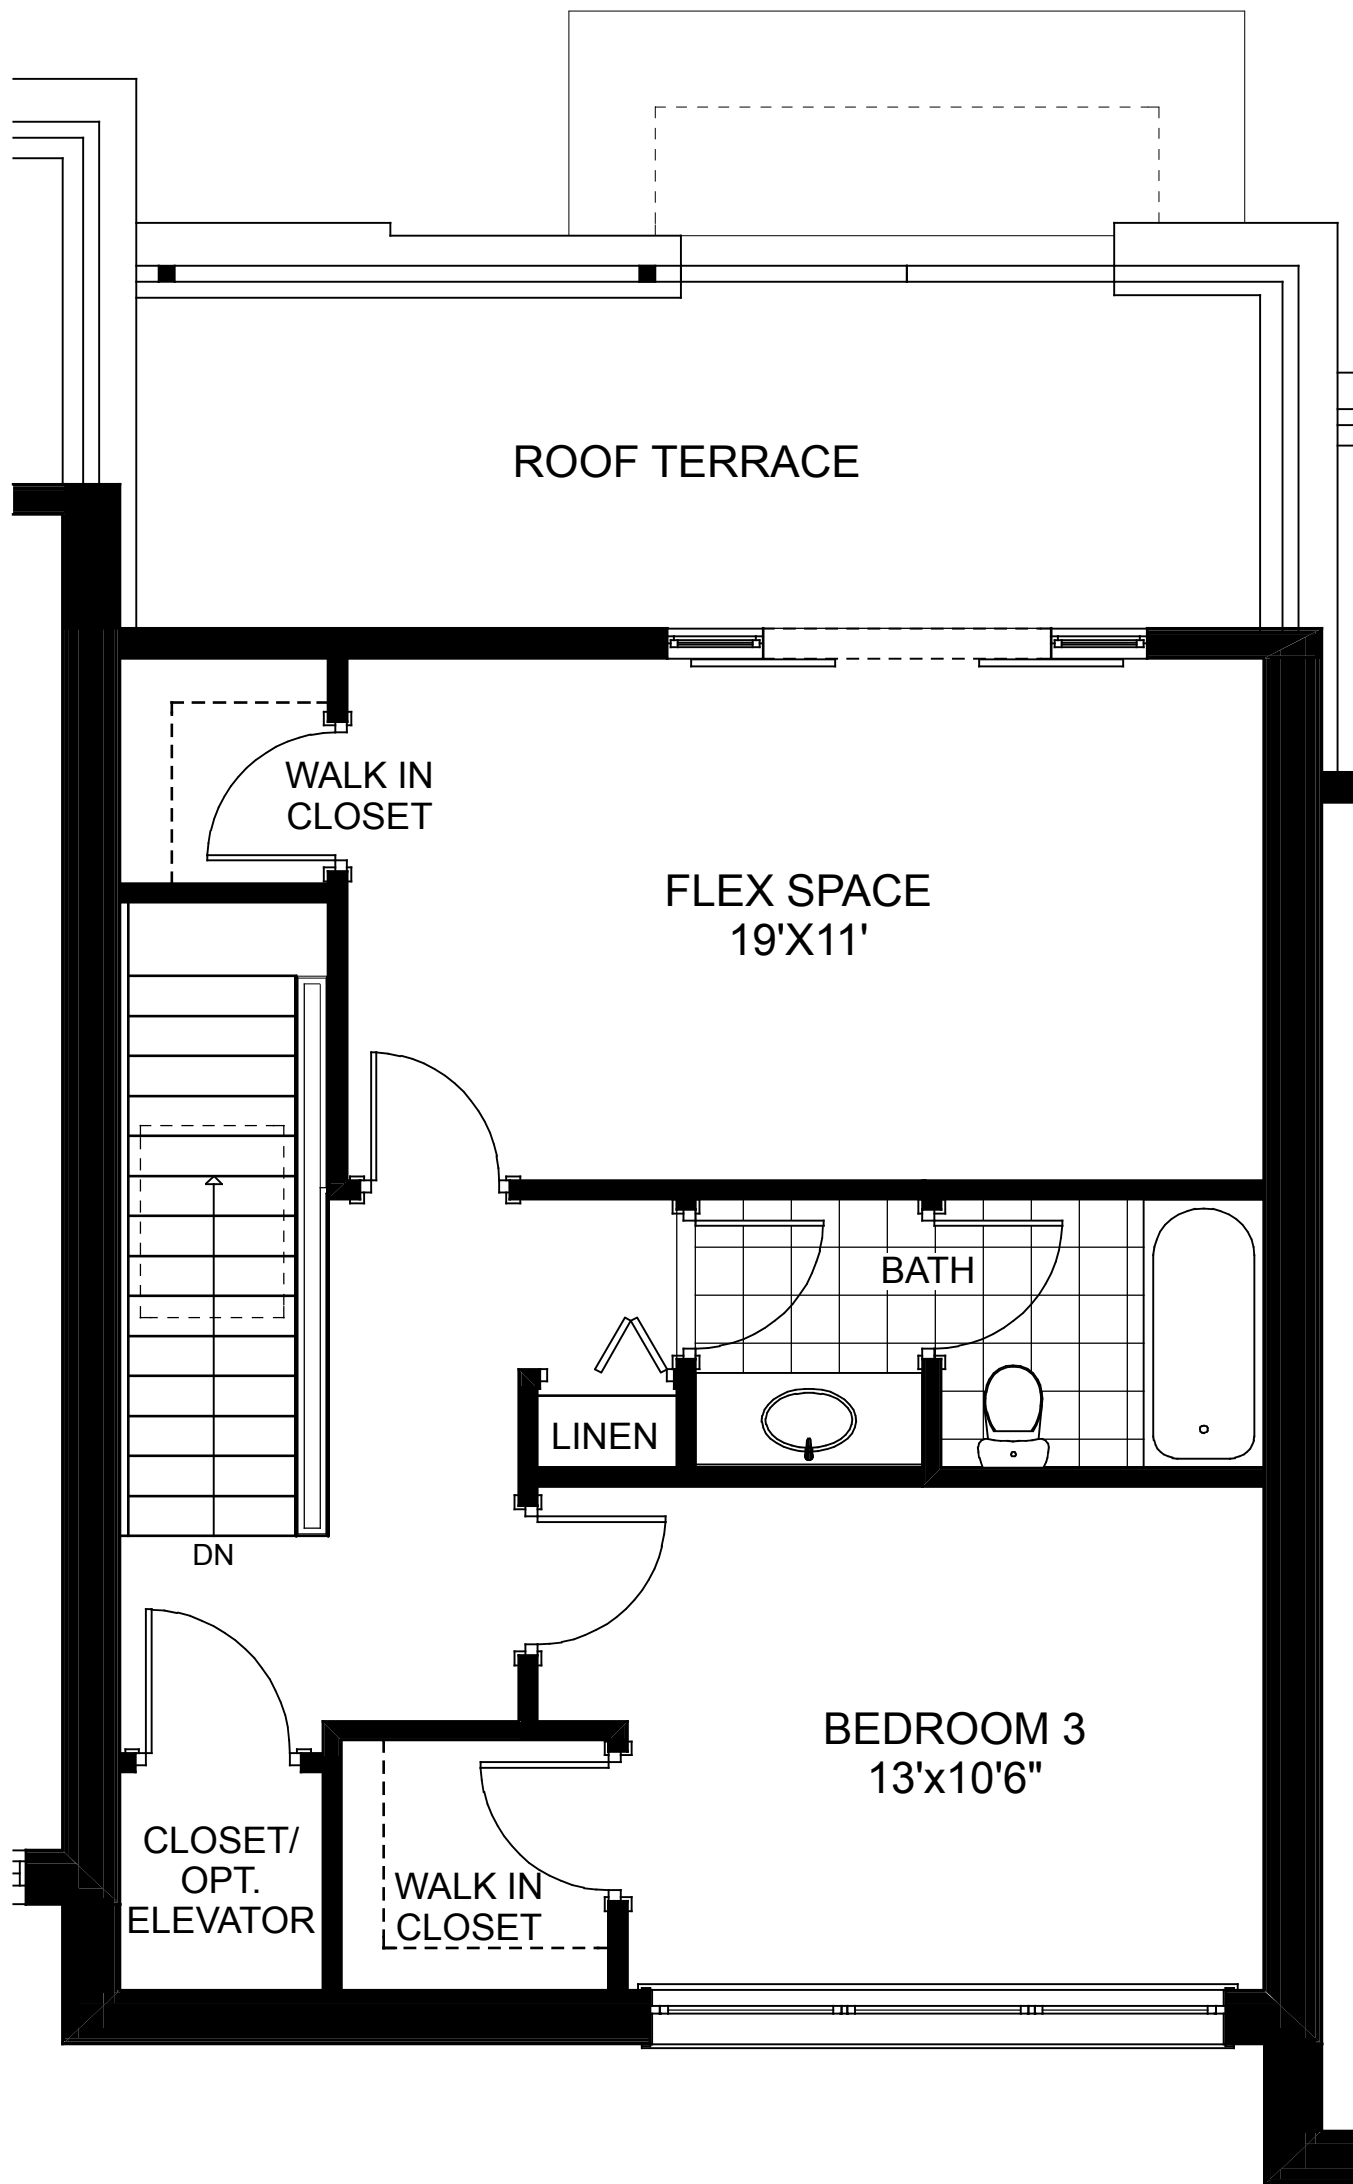 ROOF TERRACE
WALK IN
CLOSET
FLEX SPACE
19'X11'
BATH
LINEN
DN
BEDROOM 3
13'x10'6"
CLOSET/
OPT.
ELEVATOR
WALK IN
CLOSET